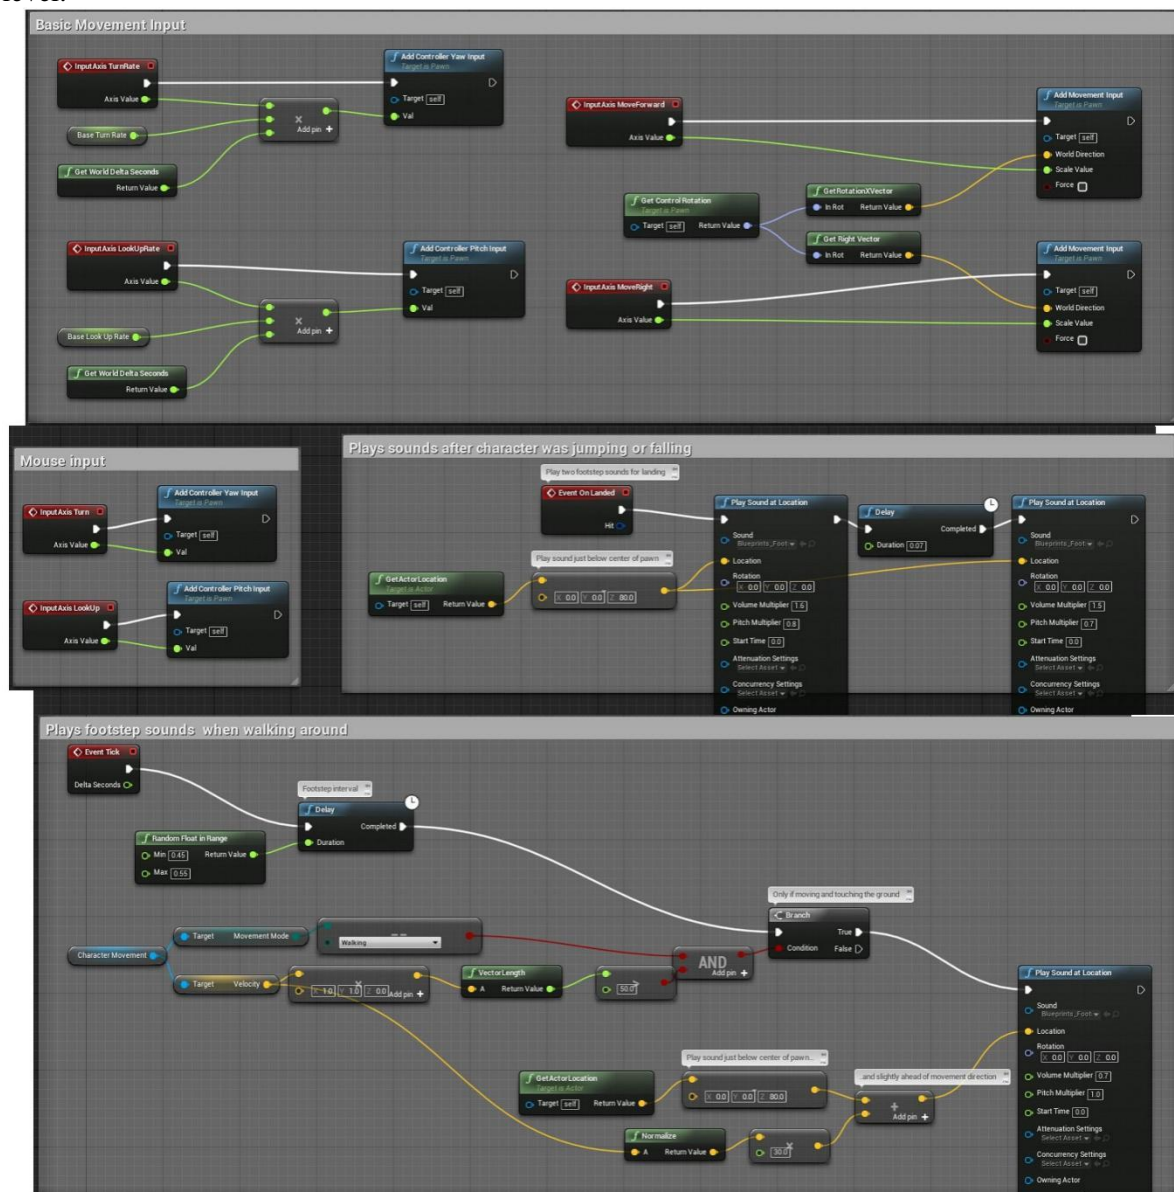 Basic Movement Input
InputAxis TurnRate
Axis Value
Base Turn Rate
Get World Delta Seconds
Return Value
×
Add pin +
Add Controller Yaw Input
Target is Pawn
Target self
Val
InputAxis LookUpRate
Axis Value
Base Look Up Rate
Get World Delta Seconds
Return Value
×
Add pin +
Add Controller Pitch Input
Target is Pawn
Target self
Val
InputAxis MoveForward
Axis Value
Get Control Rotation
Target is Pawn
Target self Return Value
GetRotationXVector
In Rot Return Value
Get Right Vector
In Rot Return Value
InputAxis MoveRight
Axis Value
Add Movement Input
Target is Pawn
Target self
World Direction
Scale Value
Force
Add Movement Input
Target is Pawn
Target self
World Direction
Scale Value
Force
Mouse input
InputAxis Turn
Axis Value
Add Controller Yaw Input
Target is Pawn
Target self
Val
InputAxis LookUp
Axis Value
Add Controller Pitch Input
Target is Pawn
Target self
Val
Plays sounds after character was jumping or falling
Play two footstep sounds for landing
Event On Landed
Hit
Play sound just below center of pawn
GetActorLocation
Target is Actor
Target self Return Value
X 0.0 Y 0.0 Z 80.0
Play Sound at Location
Sound
Blueprints_Foot
Location
Rotation
X 0.0 Y 0.0 Z 0.0
Volume Multiplier 1.6
Pitch Multiplier 0.8
Start Time 0.0
Attenuation Settings
Select Asset
Concurrency Settings
Select Asset
Owning Actor
Delay
Completed
Duration 0.07
Play Sound at Location
Sound
Blueprints_Foot
Location
Rotation
X 0.0 Y 0.0 Z 0.0
Volume Multiplier 1.5
Pitch Multiplier 0.7
Start Time 0.0
Attenuation Settings
Select Asset
Concurrency Settings
Select Asset
Owning Actor
Plays footstep sounds when walking around
Event Tick
Delta Seconds
Footstep interval
Delay
Completed
Duration
Random Float in Range
Min 0.45 Return Value
Max 0.55
Character Movement
Target Movement Mode
==
Walking
Target Velocity
×
X 1.0 Y 1.0 Z 0.0 Add pin +
VectorLength
A Return Value
>
50.0
AND
Add pin +
Only if moving and touching the ground
Branch
True
Condition False
Play sound just below center of pawn...
GetActorLocation
Target is Actor
Target self Return Value
X 0.0 Y 0.0 Z 80.0
..and slightly ahead of movement direction
+
Add pin +
Normalize
A Return Value
×
30.0
Play Sound at Location
Sound
Blueprints_Foot
Location
Rotation
X 0.0 Y 0.0 Z 0.0
Volume Multiplier 0.7
Pitch Multiplier 1.0
Start Time 0.0
Attenuation Settings
Select Asset
Concurrency Settings
Select Asset
Owning Actor